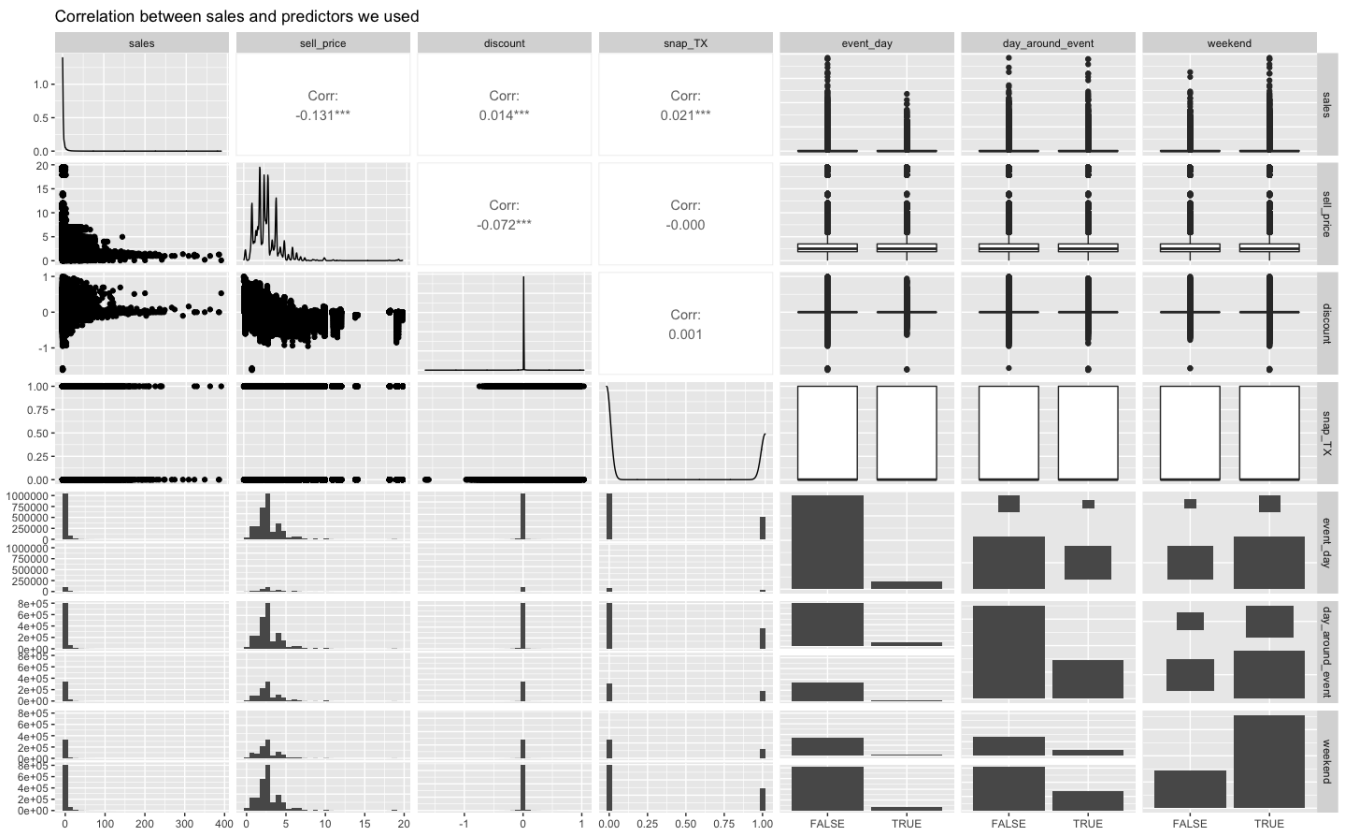 Correlation between sales and predictors we used
sales sell_price discount snap_TX event_day day_around_event weekend
1.0
0.5
0.0
Corr:
-0.131***
Corr:
0.014***
Corr:
0.021***
sales
20
15
10
5
0
Corr:
-0.072***
Corr:
-0.000
sell_price
1
0
-1
Corr:
0.001
discount
1.00
0.75
0.50
0.25
0.00
snap_TX
1000000
750000
500000
250000
0
1000000
750000
500000
250000
0
event_day
8e+05
6e+05
4e+05
2e+05
0e+00
8e+05
6e+05
4e+05
2e+05
0e+00
day_around_event
8e+05
6e+05
4e+05
2e+05
0e+00
8e+05
6e+05
4e+05
2e+05
0e+00
weekend
0 100 200 300 400 0 5 10 15 20 -1 0 1 0.00 0.25 0.50 0.75 1.00 FALSE TRUE FALSE TRUE FALSE TRUE